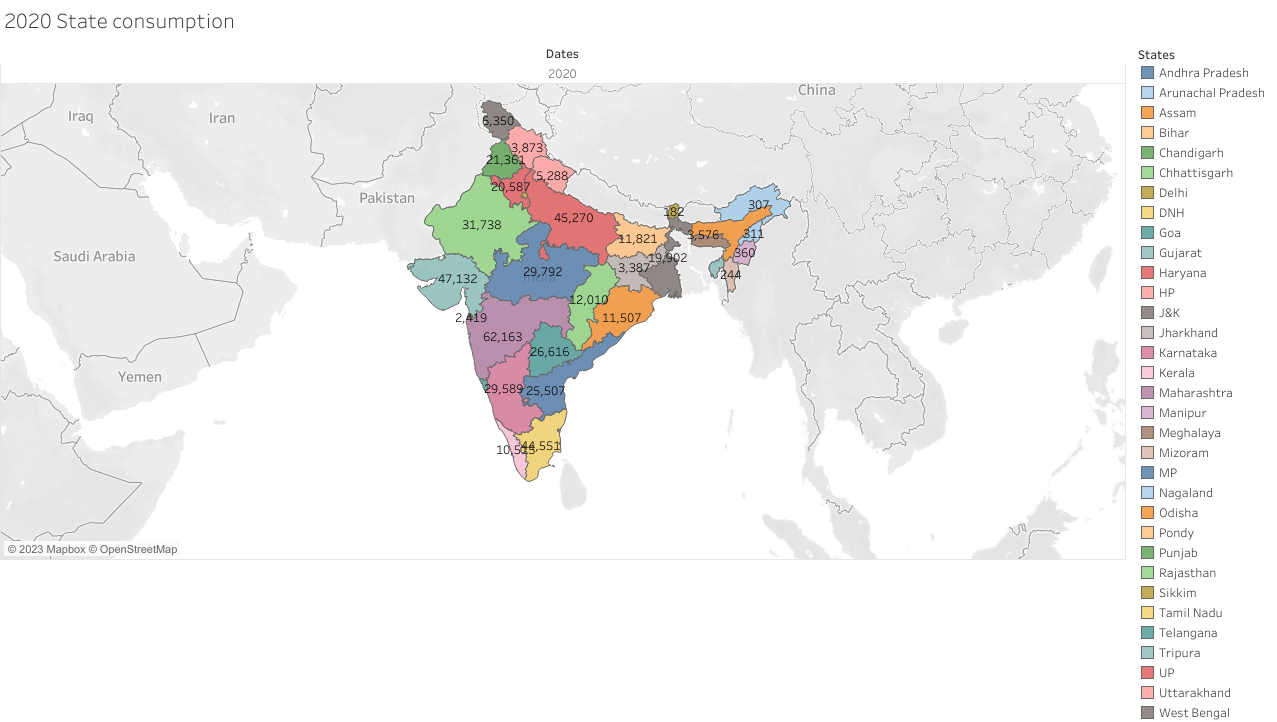 2020 State consumption
Dates
2020
States
Andhra Pradesh
Arunachal Pradesh
Assam
Bihar
Chandigarh
Chhattisgarh
Delhi
DNH
Goa
Gujarat
Haryana
HP
J&K
Jharkhand
Karnataka
Kerala
Maharashtra
Manipur
Meghalaya
Mizoram
MP
Nagaland
Odisha
Pondy
Punjab
Rajasthan
Sikkim
Tamil Nadu
Telangana
Tripura
UP
Uttarakhand
West Bengal
China
Iraq
Iran
5,350
3,873
21,361
5,288
20,587
Pakistan
307
182
45,270
31,738
311
3,576
11,821
360
19,902
Saudi Arabia
3,387
29,792
India
244
47,132
12,010
2,419
11,507
62,163
26,616
Yemen
29,589
25,507
44,551
© 2023 Mapbox © OpenStreetMap